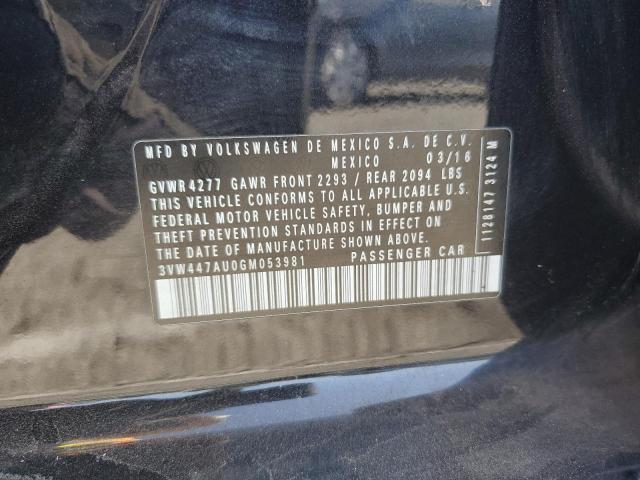 MFD BY VOLKSWAGEN DE MEXICO S.A. DE C.V.
MEXICO 03/16
GVWR 4277 GAWR FRONT 2293 / REAR 2094 LBS
THIS VEHICLE CONFORMS TO ALL APPLICABLE U.S.
FEDERAL MOTOR VEHICLE SAFETY, BUMPER AND
THEFT PREVENTION STANDARDS IN EFFECT ON
THE DATE OF MANUFACTURE SHOWN ABOVE.
3VW447AU0GM053981 PASSENGER CAR
1128147 3124 M